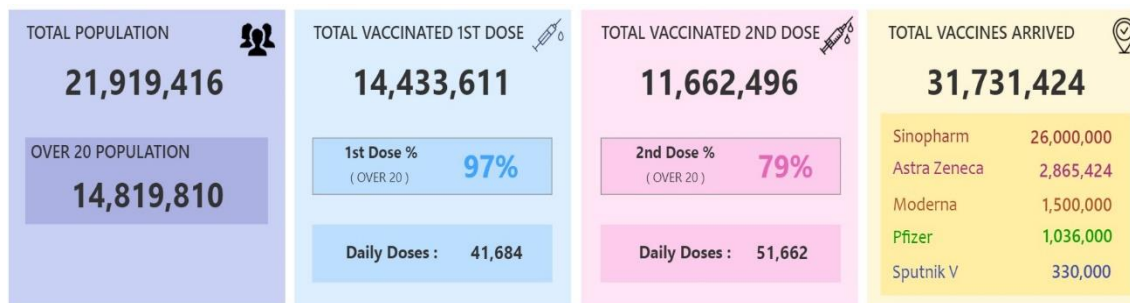 TOTAL POPULATION
21,919,416
OVER 20 POPULATION
14,819,810
TOTAL VACCINATED 1ST DOSE
14,433,611
1st Dose %
( OVER 20 )
97%
Daily Doses : 41,684
TOTAL VACCINATED 2ND DOSE
11,662,496
2nd Dose %
( OVER 20 )
79%
Daily Doses : 51,662
TOTAL VACCINES ARRIVED
31,731,424
Sinopharm 26,000,000
Astra Zeneca 2,865,424
Moderna 1,500,000
Pfizer 1,036,000
Sputnik V 330,000